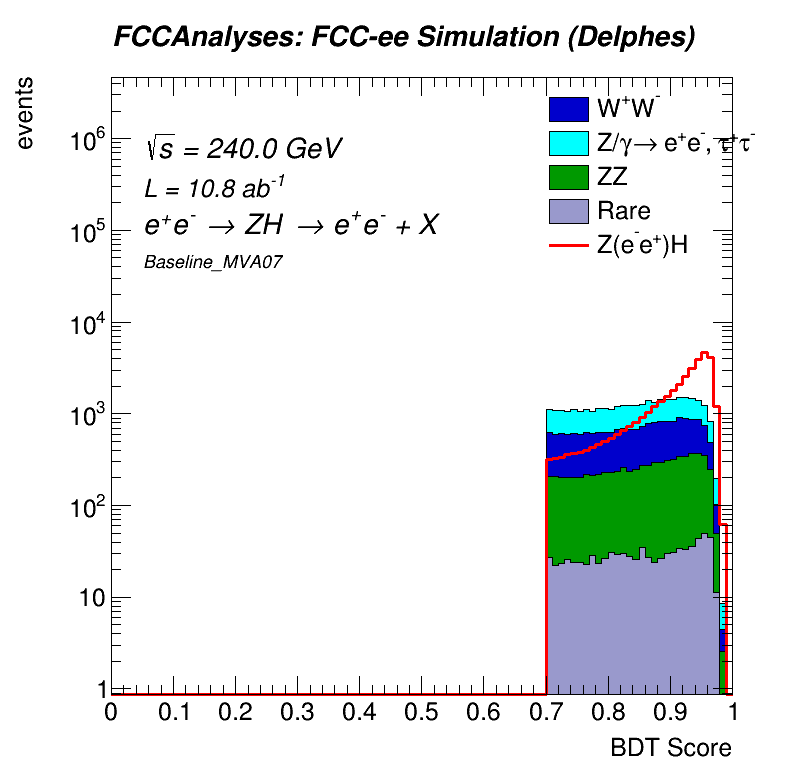 FCCAnalyses: FCC-ee Simulation (Delphes)
events
√s = 240.0 GeV
L = 10.8 ab⁻¹
e⁺e⁻ → ZH → e⁺e⁻ + X
Baseline_MVA07
W⁺W⁻
Z/γ→ e⁺e⁻, τ⁺τ⁻
ZZ
Rare
Z(e⁻e⁺)H
10⁶
10⁵
10⁴
10³
10²
10
1
0 0.1 0.2 0.3 0.4 0.5 0.6 0.7 0.8 0.9 1
BDT Score